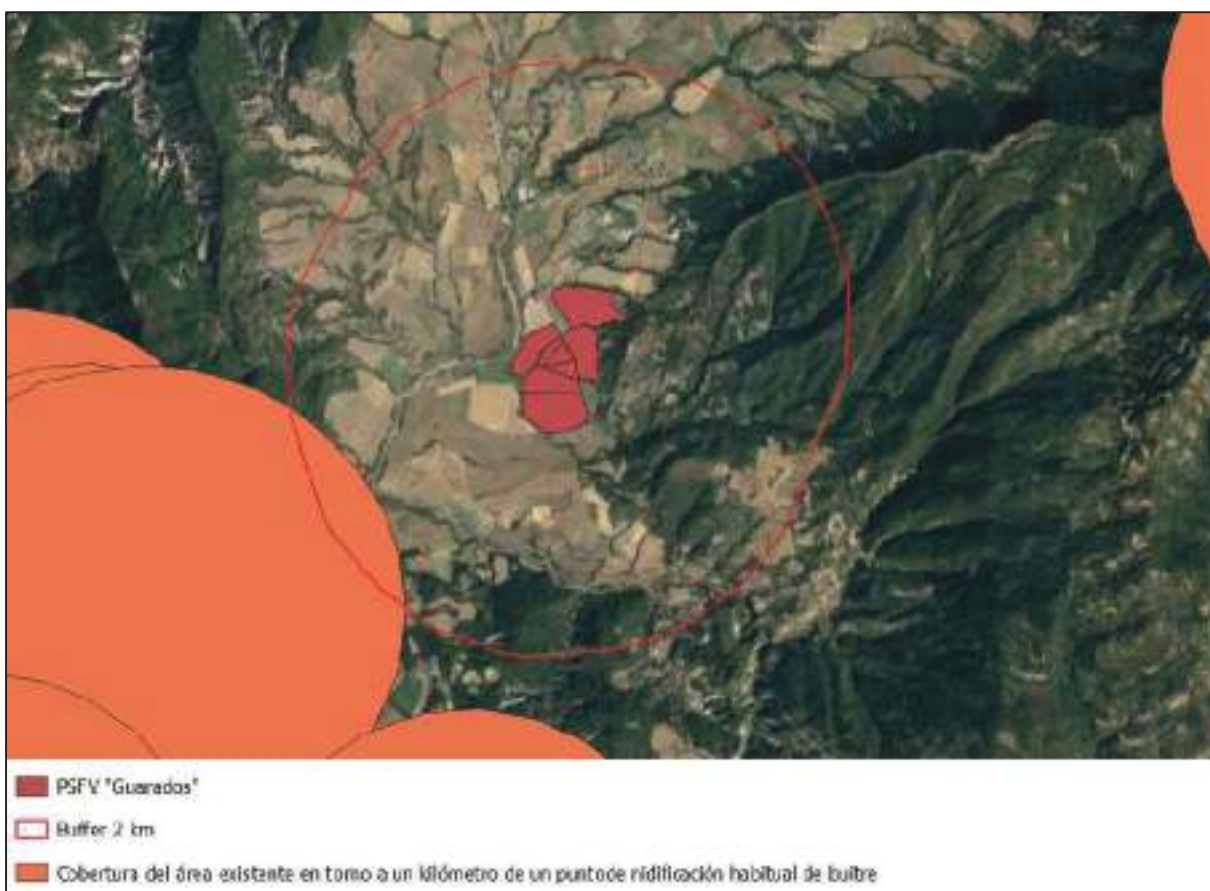 PSFV "Guarados"
Buffer 2 km
Cobertura del área existente en torno a un kilómetro de un puntode nidificación habitual de buitre